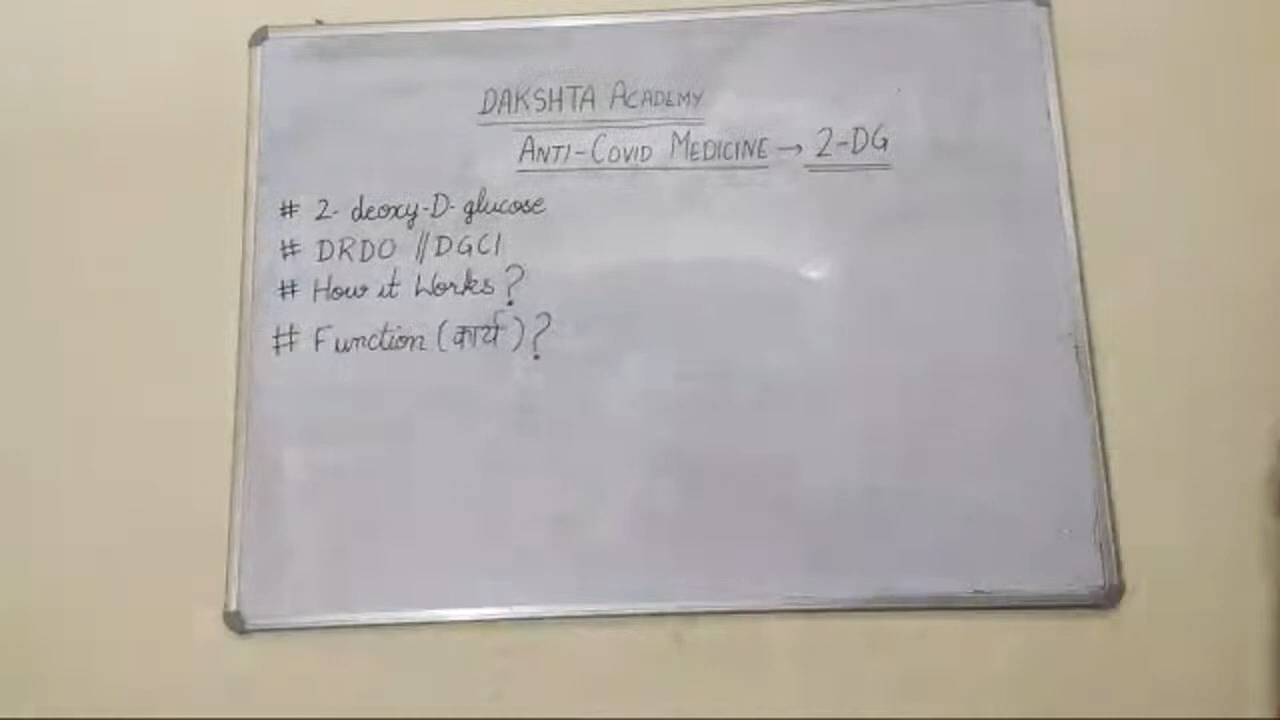 DAKSHTA ACADEMY
ANTI-COVID MEDICINE → 2-DG
# 2- deoxy-D-glucose
# DRDO // DGCI
# How it Works?
# Function (कार्य)?